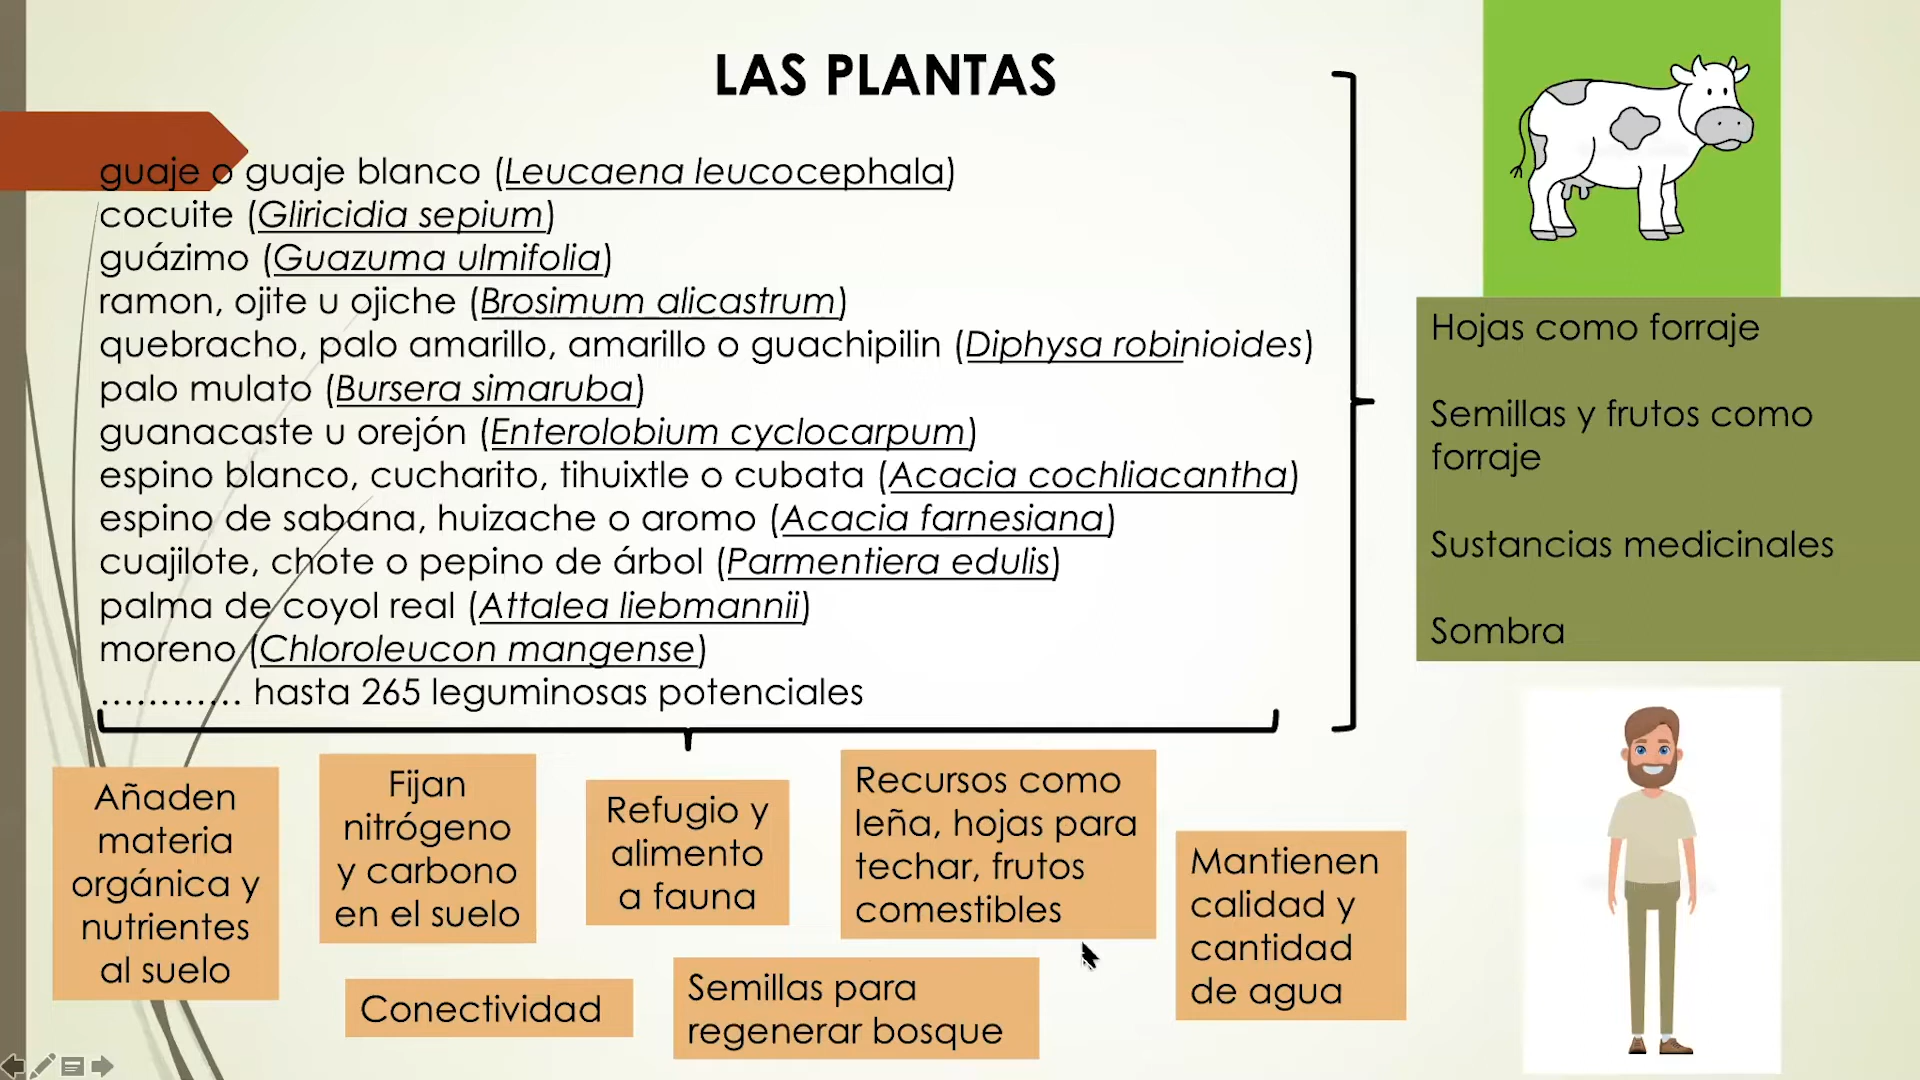 LAS PLANTAS
guaje o guaje blanco (Leucaena leucocephala)
cocuite (Gliricidia sepium)
guázimo (Guazuma ulmifolia)
ramon, ojite u ojiche (Brosimum alicastrum)
quebracho, palo amarillo, amarillo o guachipilin (Diphysa robinioides)
palo mulato (Bursera simaruba)
guanacaste u orejón (Enterolobium cyclocarpum)
espino blanco, cucharito, tihuixtle o cubata (Acacia cochliacantha)
espino de sabana, huizache o aromo (Acacia farnesiana)
cuajilote, chote o pepino de árbol (Parmentiera edulis)
palma de coyol real (Attalea liebmannii)
moreno (Chloroleucon mangense)
………… hasta 265 leguminosas potenciales
Hojas como forraje
Semillas y frutos como
forraje
Sustancias medicinales
Sombra
Añaden
materia
orgánica y
nutrientes
al suelo
Fijan
nitrógeno
y carbono
en el suelo
Refugio y
alimento
a fauna
Recursos como
leña, hojas para
techar, frutos
comestibles
Mantienen
calidad y
cantidad
de agua
Conectividad
Semillas para
regenerar bosque